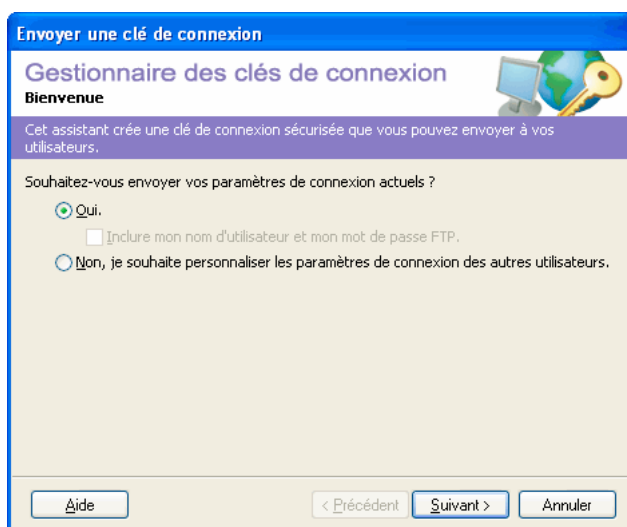 Envoyer une clé de connexion
Gestionnaire des clés de connexion
Bienvenue
Cet assistant crée une clé de connexion sécurisée que vous pouvez envoyer à vos
utilisateurs.
Souhaitez-vous envoyer vos paramètres de connexion actuels ?
Oui.
Inclure mon nom d'utilisateur et mon mot de passe FTP.
Non, je souhaite personnaliser les paramètres de connexion des autres utilisateurs.
Aide
< Précédent
Suivant >
Annuler